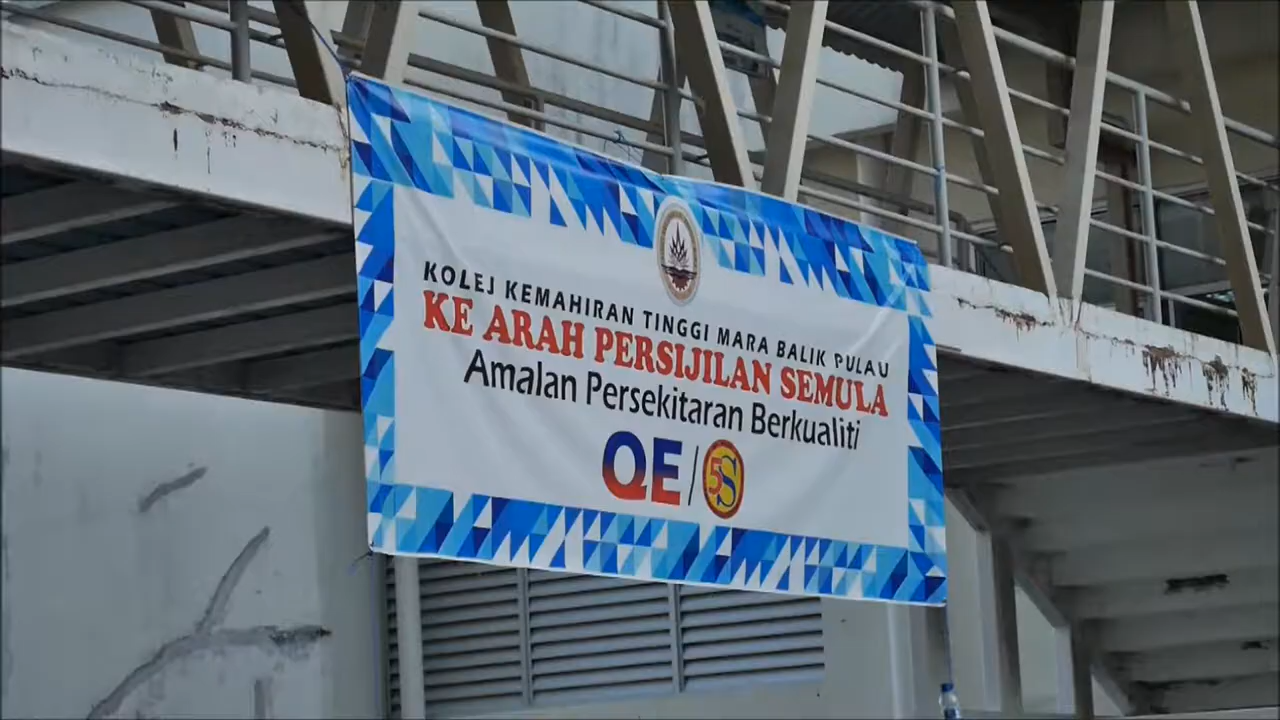 KOLEJ KEMAHIRAN TINGGI MARA BALIK PULAU
KE ARAH PERSIJILAN SEMULA
Amalan Persekitaran Berkualiti
QE/5S